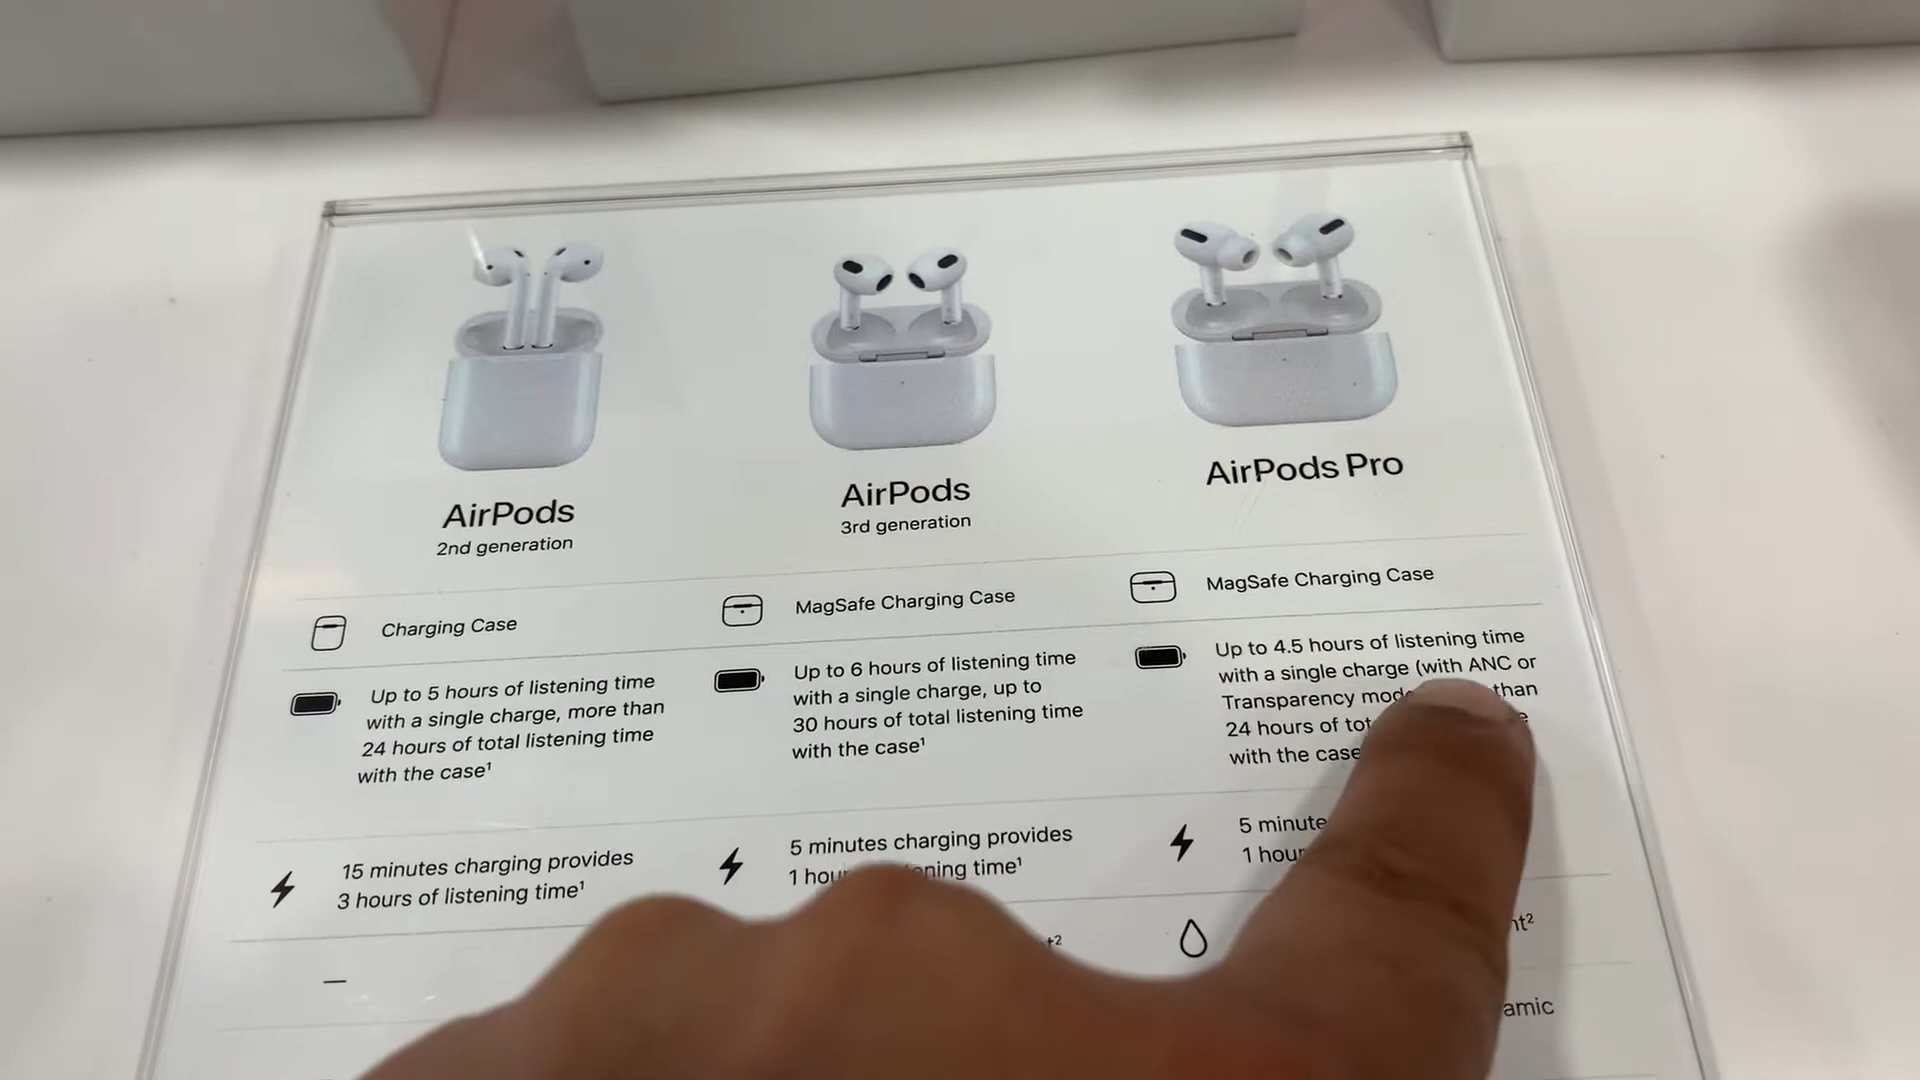 AirPods
2nd generation
AirPods
3rd generation
AirPods Pro
Charging Case
MagSafe Charging Case
MagSafe Charging Case
Up to 5 hours of listening time
with a single charge, more than
24 hours of total listening time
with the case¹
Up to 6 hours of listening time
with a single charge, up to
30 hours of total listening time
with the case¹
Up to 4.5 hours of listening time
with a single charge (with ANC or
Transparency than
24 hours of
with the case
15 minutes charging provides
3 hours of listening time¹
5 minutes charging provides
1 time¹
5
1